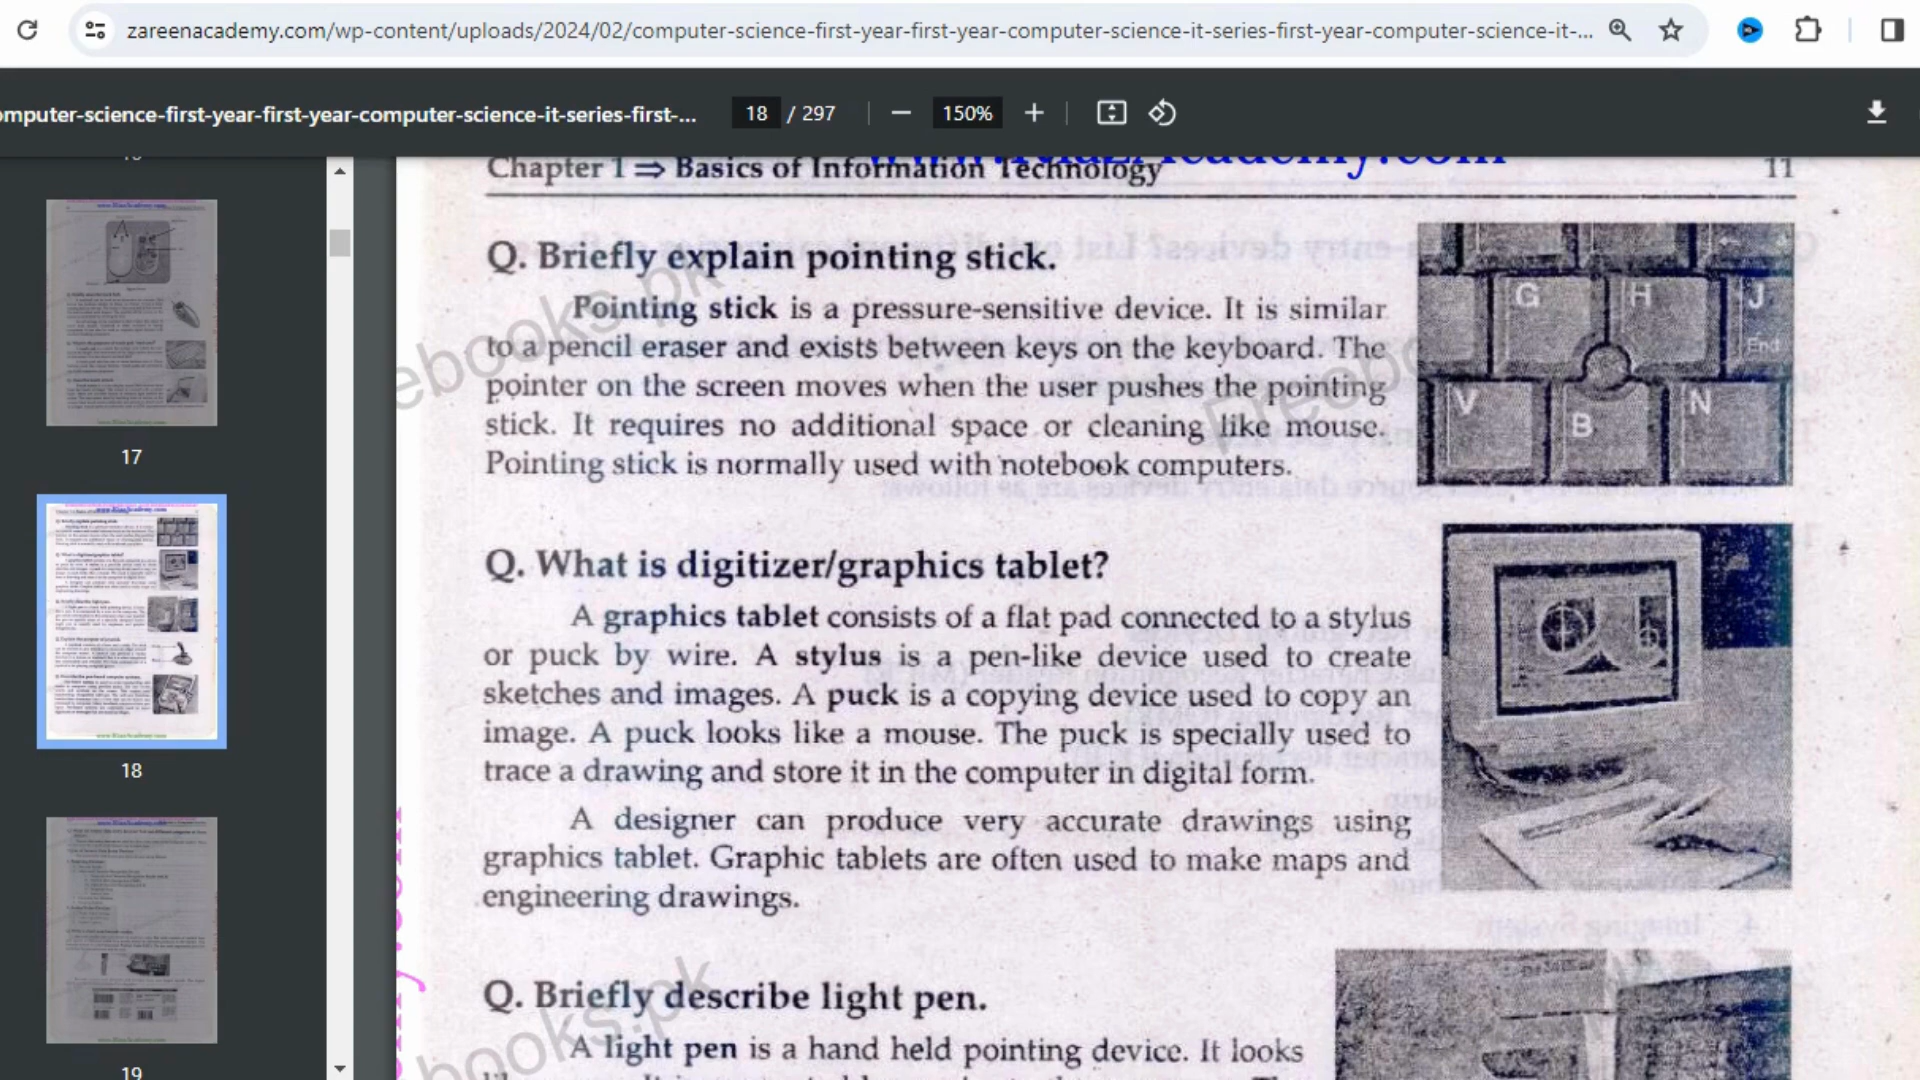 zareenacademy.com/wp-content/uploads/2024/02/computer-science-first-year-first-year-computer-science-it-series-first-year-computer-science-it-...
omputer-science-first-year-first-year-computer-science-it-series-first-...
18 / 297
150%
Chapter 1 ⇒ Basics of Information Technology
11
Q. Briefly explain pointing stick.
Pointing stick is a pressure-sensitive device. It is similar
to a pencil eraser and exists between keys on the keyboard. The
pointer on the screen moves when the user pushes the pointing
stick. It requires no additional space or cleaning like mouse.
Pointing stick is normally used with notebook computers.
G H J
End
V B N
Q. What is digitizer/graphics tablet?
A graphics tablet consists of a flat pad connected to a stylus
or puck by wire. A stylus is a pen-like device used to create
sketches and images. A puck is a copying device used to copy an
image. A puck looks like a mouse. The puck is specially used to
trace a drawing and store it in the computer in digital form.
A designer can produce very accurate drawings using
graphics tablet. Graphic tablets are often used to make maps and
engineering drawings.
Q. Briefly describe light pen.
A light pen is a hand held pointing device. It looks
17
18
19
ebooks.pk
books.pk